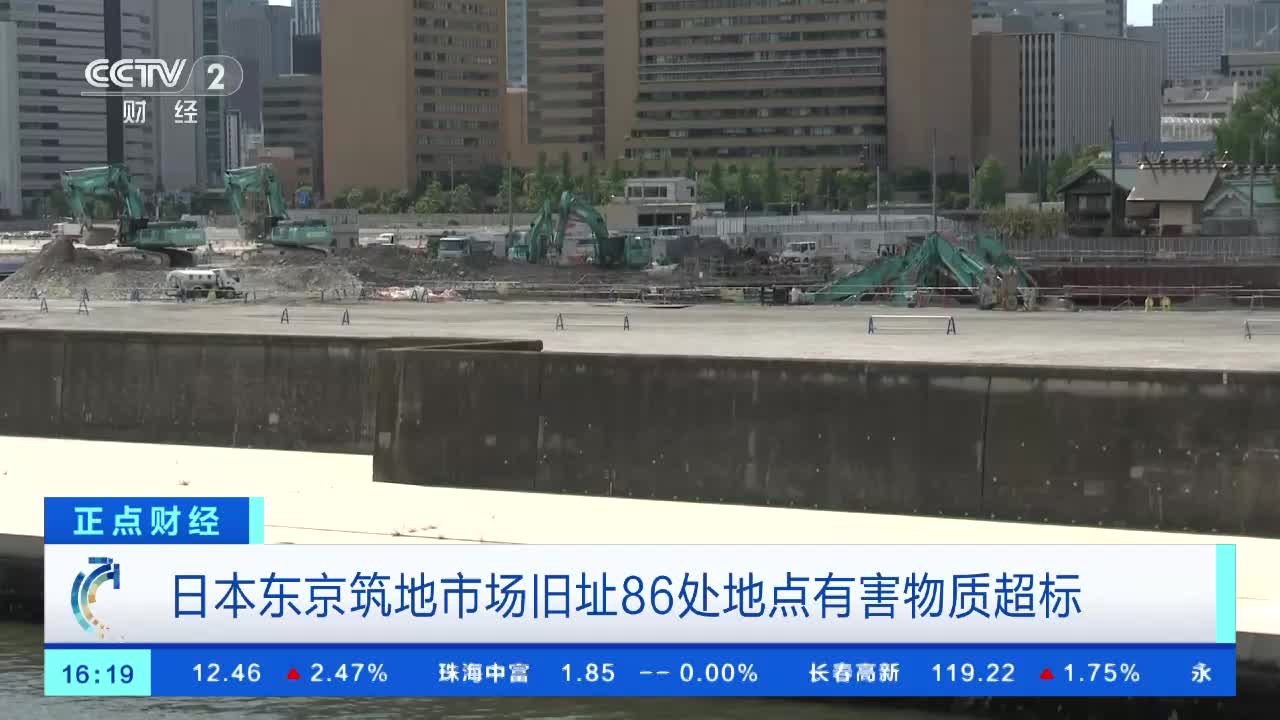 CCTV 2
财经
正点财经
日本东京筑地市场旧址86处地点有害物质超标
16:19 12.46 ▲ 2.47% 珠海中富 1.85 -- 0.00% 长春高新 119.22 ▲ 1.75% 永